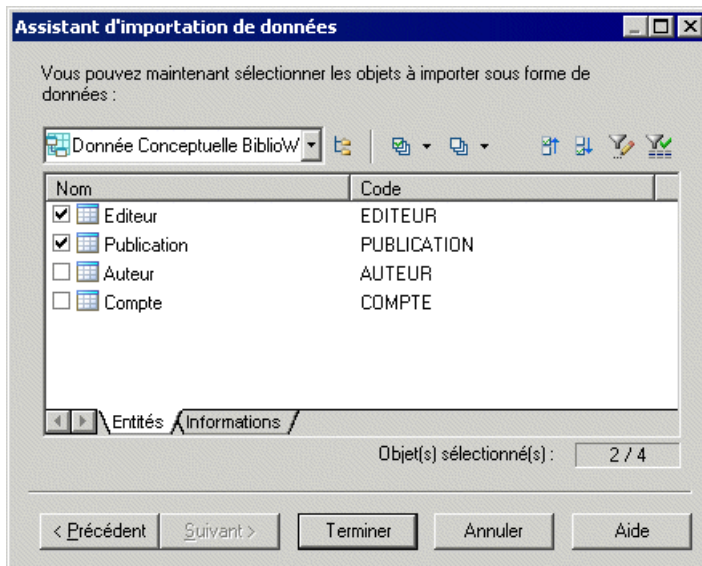 Assistant d'importation de données
Vous pouvez maintenant sélectionner les objets à importer sous forme de
données :
Donnée Conceptuelle BiblioW
Nom Code
Editeur EDITEUR
Publication PUBLICATION
Auteur AUTEUR
Compte COMPTE
Entités Informations
Objet(s) sélectionné(s) : 2 / 4
< Précédent Suivant > Terminer Annuler Aide